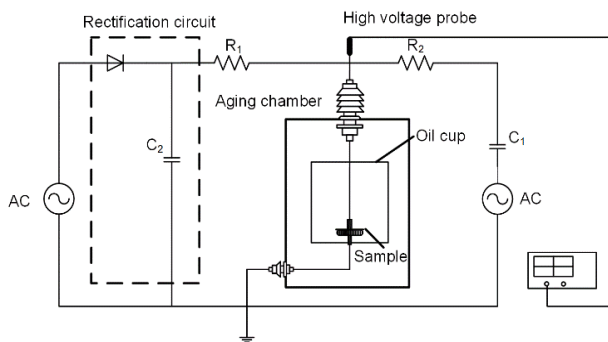 Rectification circuit
High voltage probe
R1
R2
Aging chamber
Oil cup
C1
C2
AC
AC
Sample